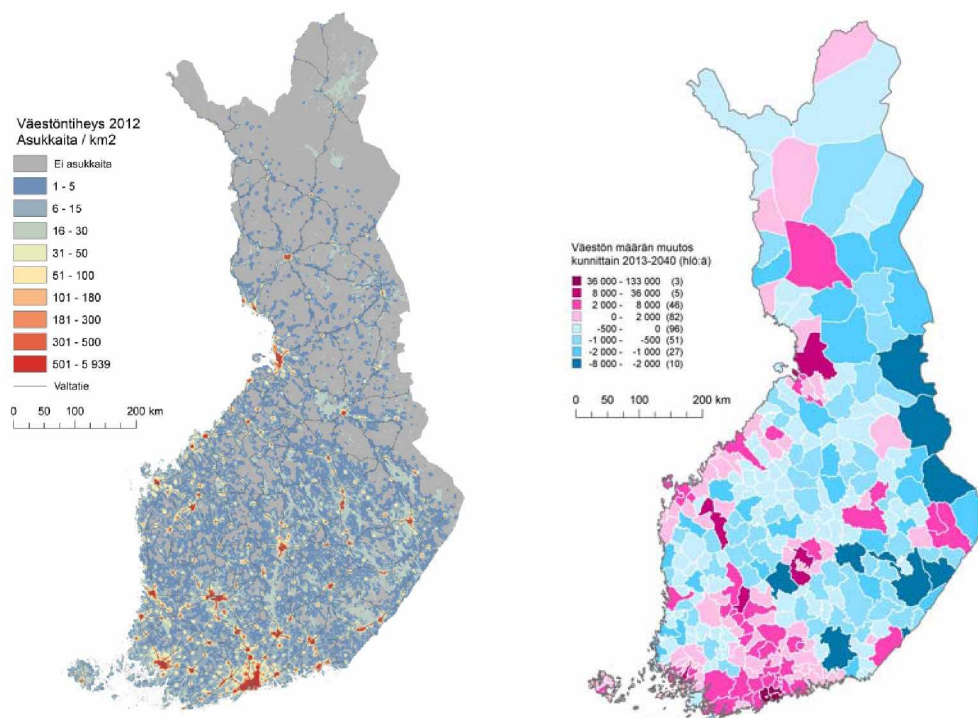 Väestöntiheys 2012
Asukkaita / km2
Ei asukkaita
1 - 5
6 - 15
16 - 30
31 - 50
51 - 100
101 - 180
181 - 300
301 - 500
501 - 5 939
Valtatie
0 50 100 200 km
Väestön määrän muutos
kunnittain 2013-2040 (hlö:ä)
36 000 - 133 000 (3)
8 000 - 36 000 (5)
2 000 - 8 000 (46)
0 - 2 000 (82)
-500 - 0 (96)
-1 000 - -500 (51)
-2 000 - -1 000 (27)
-8 000 - -2 000 (10)
0 50 100 200 km